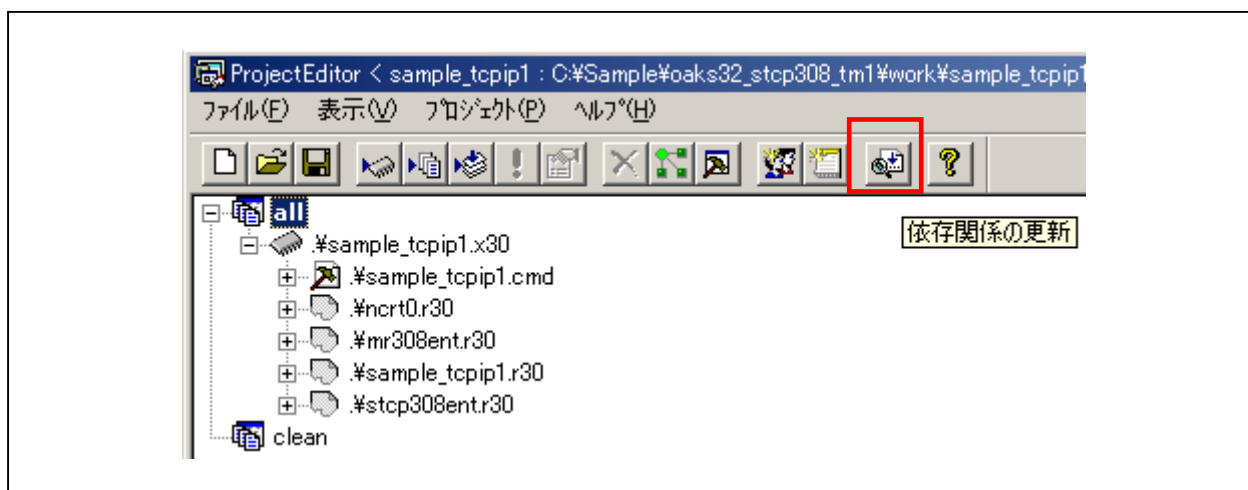 ProjectEditor < sample_tcpip1 : C:¥Sample¥oaks32_stcp308_tm1¥work¥sample_tcpip1
ファイル(F) 表示(V) プロジェクト(P) ヘルプ(H)
all
.¥sample_tcpip1.x30
依存関係の更新
.¥sample_tcpip1.cmd
.¥ncrt0.r30
.¥mr308ent.r30
.¥sample_tcpip1.r30
.¥stcp308ent.r30
clean